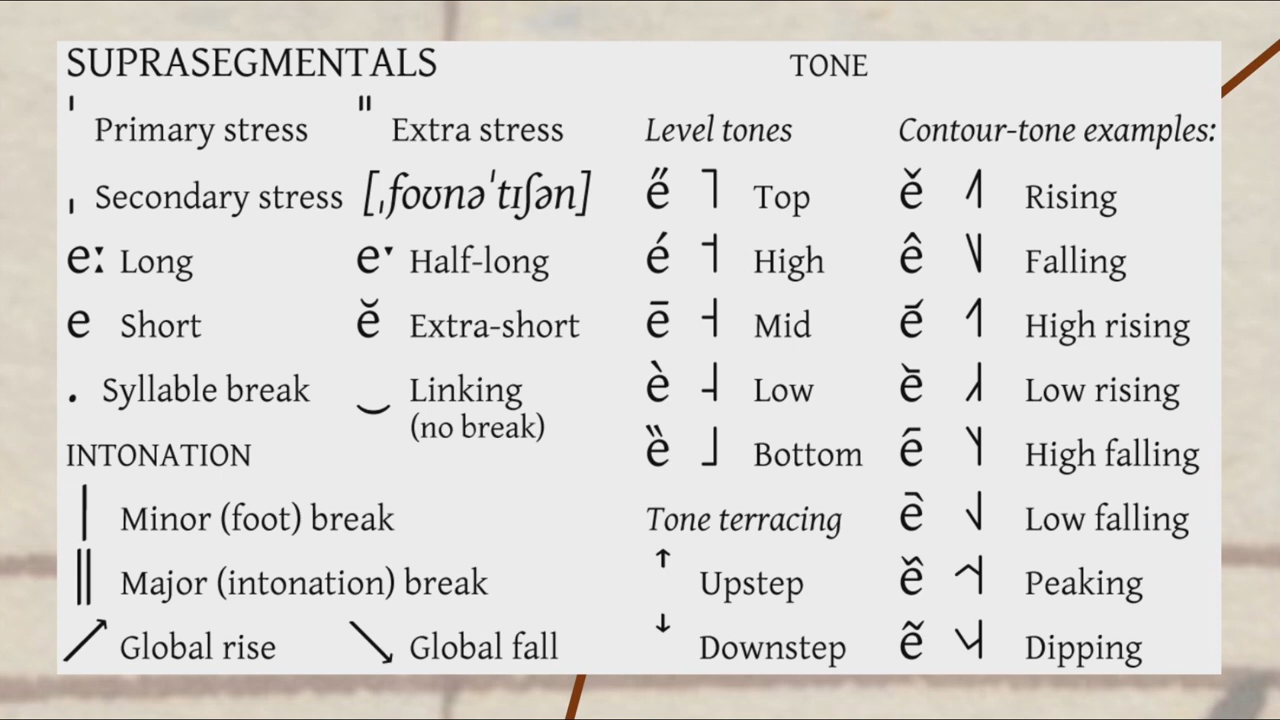 SUPRASEGMENTALS
ˈ Primary stress ˈˈ Extra stress
ˌ Secondary stress [ˌfoʊnəˈtɪʃən]
eː Long eˑ Half-long
e Short ĕ Extra-short
. Syllable break ‿ Linking
(no break)
INTONATION
| Minor (foot) break
‖ Major (intonation) break
↗ Global rise ↘ Global fall
TONE
Level tones
e̋ ˥ Top
é ˦ High
ē ˧ Mid
è ˨ Low
ȅ ˩ Bottom
Tone terracing
ꜛ Upstep
ꜜ Downstep
Contour-tone examples:
ě ˩˥ Rising
ê ˥˩ Falling
e᷄ ˧˥ High rising
e᷅ ˩˧ Low rising
e᷇ ˥˧ High falling
e᷆ ˧˩ Low falling
e᷈ ˧˥˧ Peaking
e᷉ ˧˩˧ Dipping